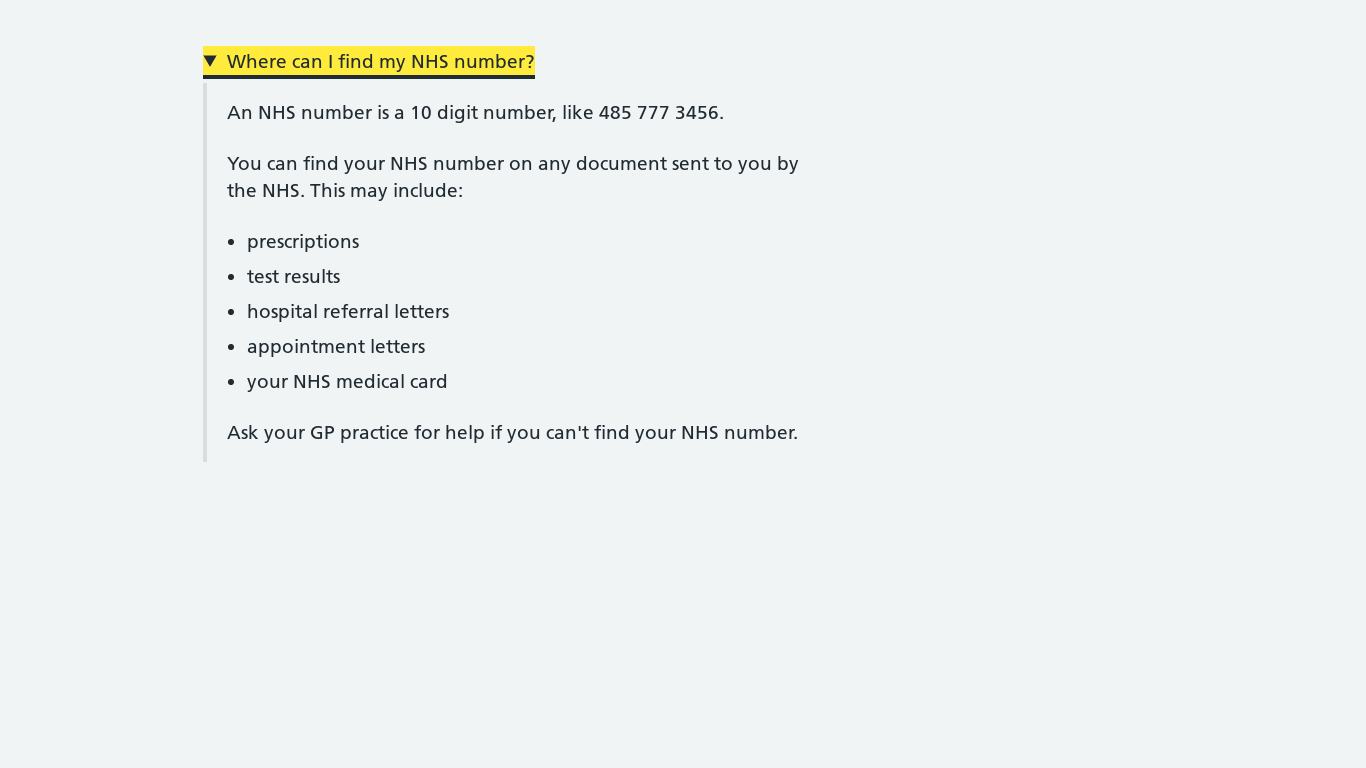 Where can I find my NHS number?
An NHS number is a 10 digit number, like 485 777 3456.
You can find your NHS number on any document sent to you by
the NHS. This may include:
• prescriptions
• test results
• hospital referral letters
• appointment letters
• your NHS medical card
Ask your GP practice for help if you can't find your NHS number.